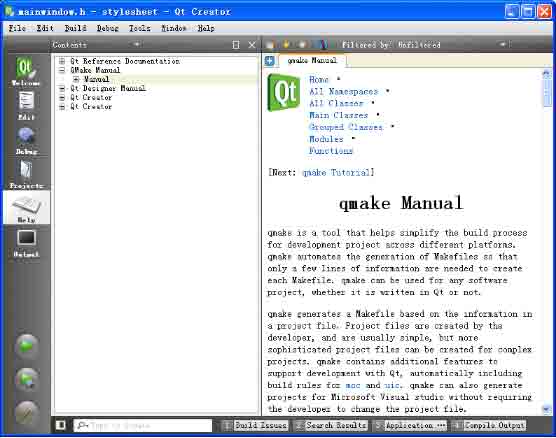 mainwindow.h - stylesheet - Qt Creator
File Edit Build Debug Tools Window Help
Contents
Filtered by: Unfiltered
Welcome
Edit
Debug
Projects
Help
Output
Qt Reference Documentation
QMake Manual
Manual
Qt Designer Manual
Qt Creator
Qt Creator
qmake Manual
Qt
Home •
All Namespaces •
All Classes •
Main Classes •
Grouped Classes •
Modules •
Functions
[Next: qmake Tutorial]
qmake Manual
qmake is a tool that helps simplify the build process
for development project across different platforms.
qmake automates the generation of Makefiles so that
only a few lines of information are needed to create
each Makefile. qmake can be used for any software
project, whether it is written in Qt or not.
qmake generates a Makefile based on the information in
a project file. Project files are created by the
developer, and are usually simple, but more
sophisticated project files can be created for complex
projects. qmake contains additional features to
support development with Qt, automatically including
build rules for moc and uic. qmake can also generate
projects for Microsoft Visual studio without requiring
the developer to change the project file.
Type to locate
1 Build Issues
2 Search Results
3 Application ...
4 Compile Output